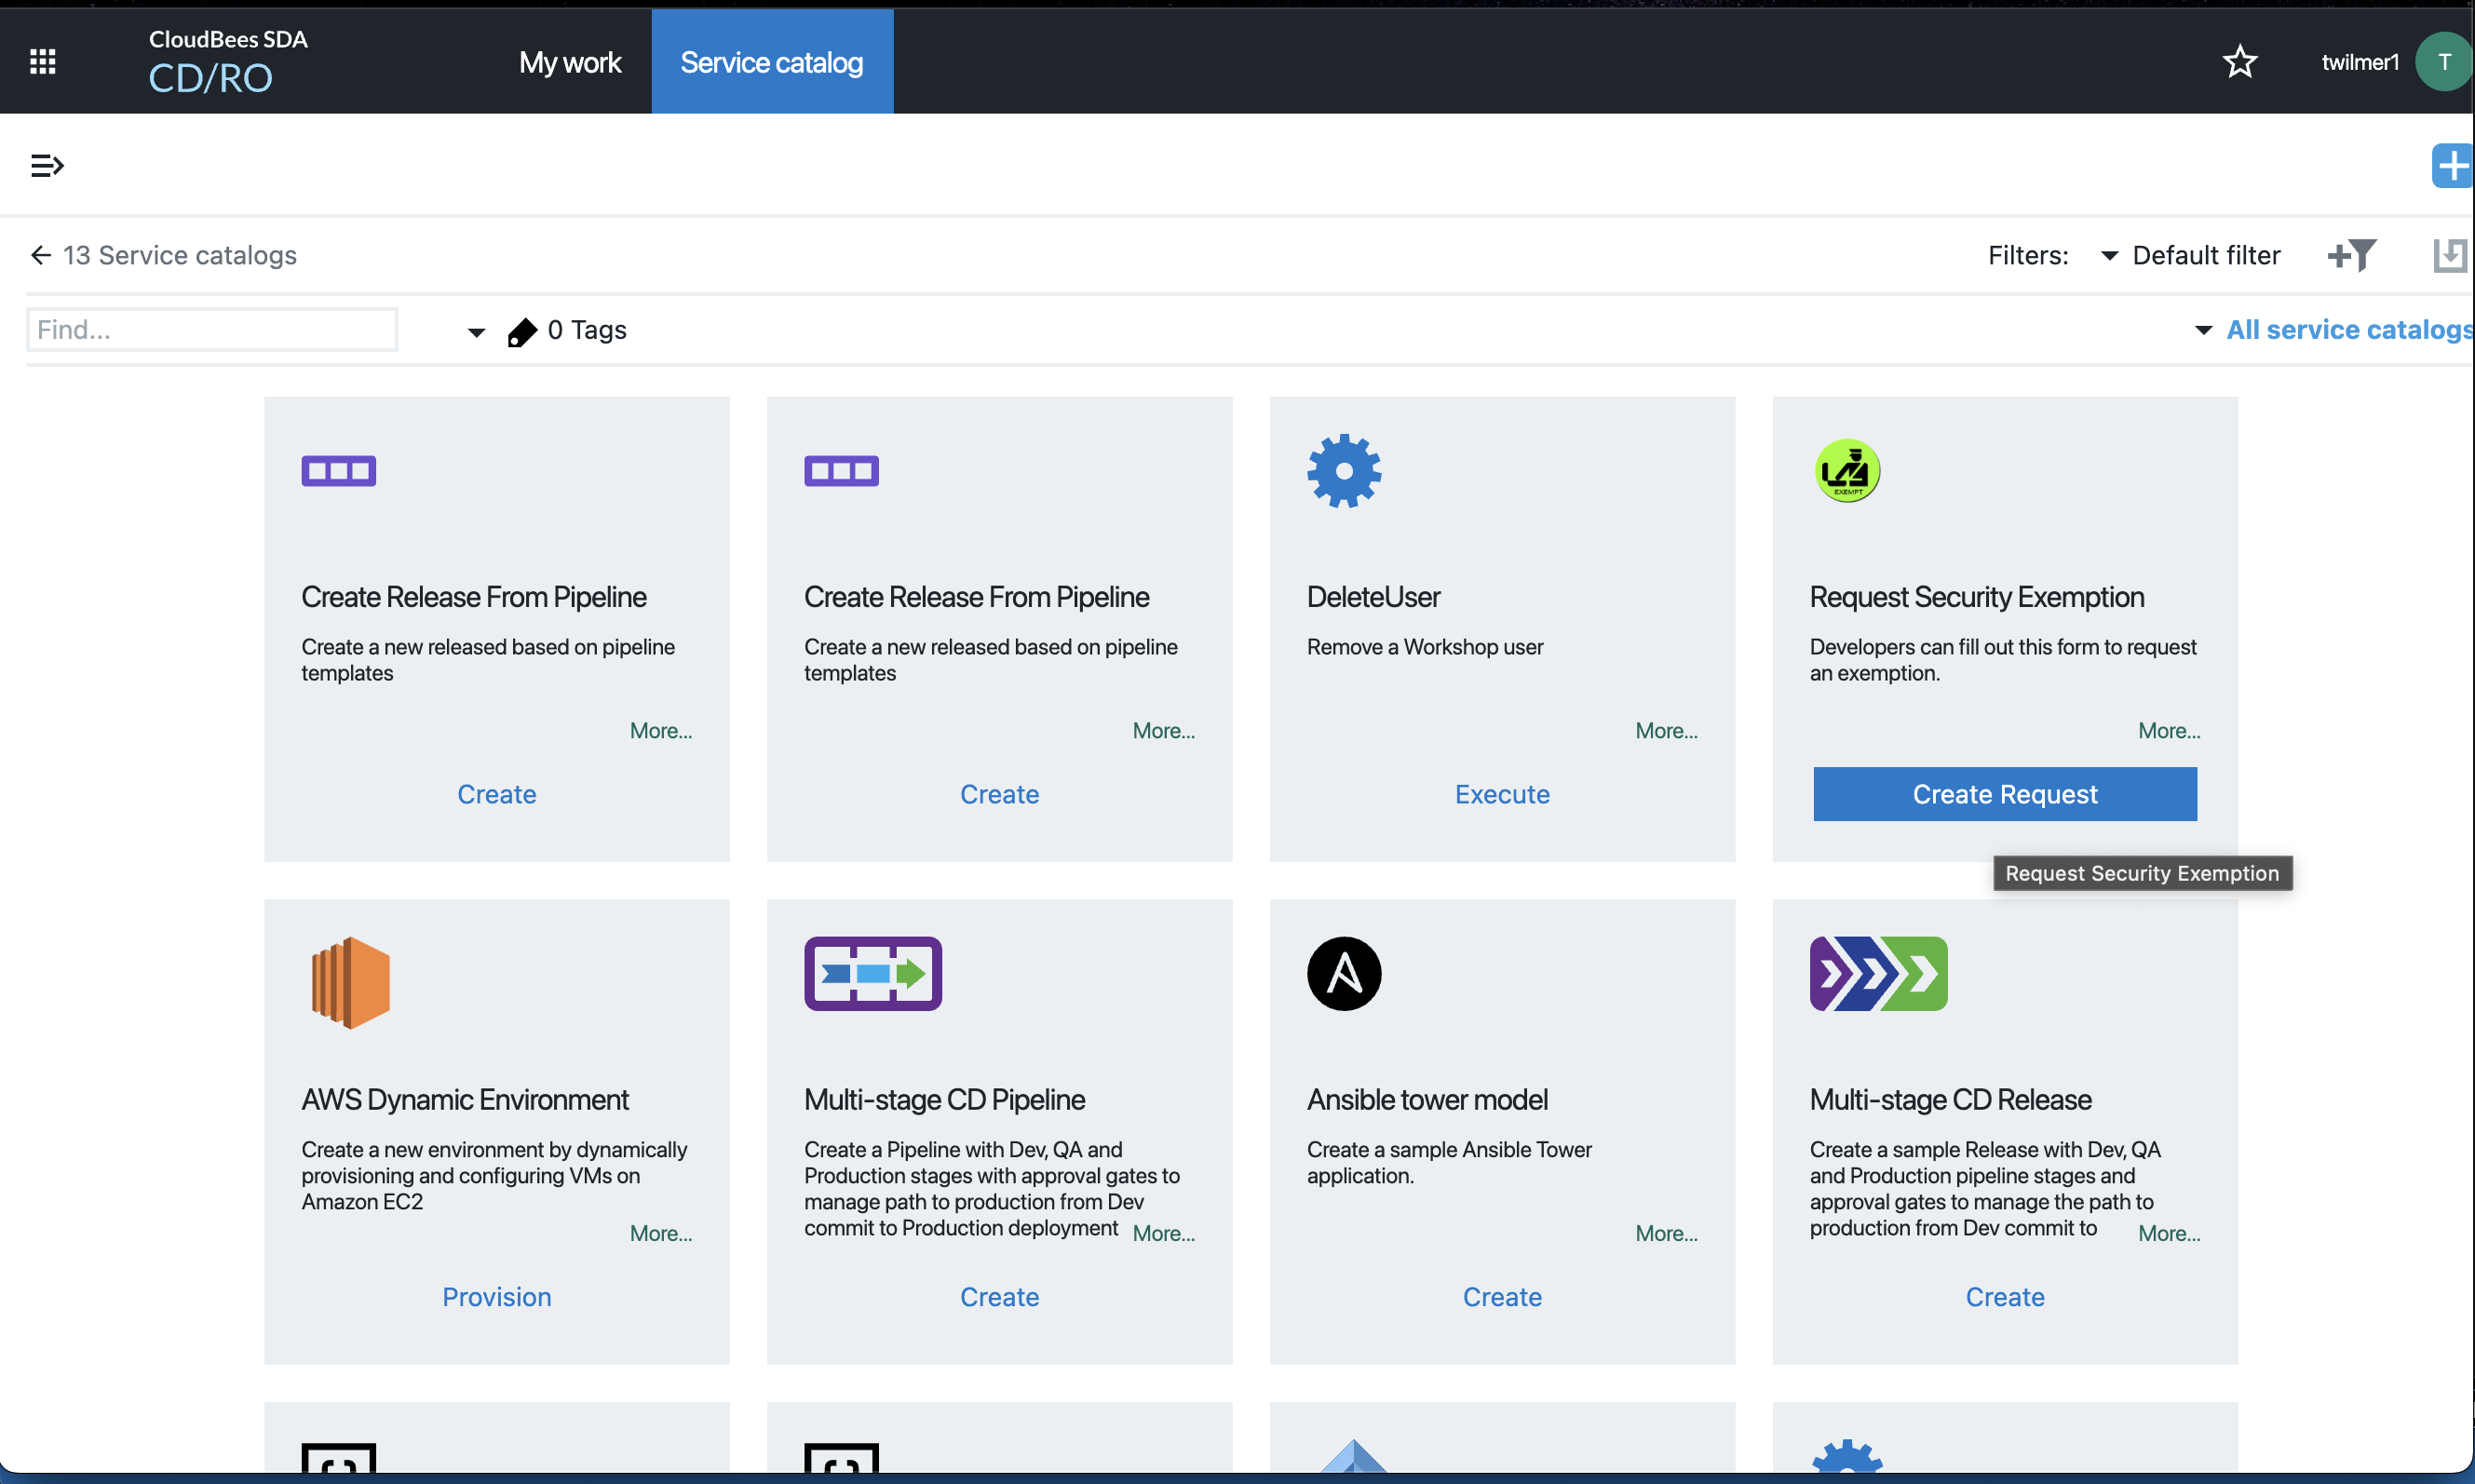 CloudBees SDA
CD/RO
My work
Service catalog
twilmer1
T
13 Service catalogs
Filters:
Default filter
Find...
0 Tags
All service catalogs
Create Release From Pipeline
Create a new released based on pipeline
templates
More...
Create
Create Release From Pipeline
Create a new released based on pipeline
templates
More...
Create
DeleteUser
Remove a Workshop user
More...
Execute
EXEMPT
Request Security Exemption
Developers can fill out this form to request
an exemption.
More...
Create Request
Request Security Exemption
AWS Dynamic Environment
Create a new environment by dynamically
provisioning and configuring VMs on
Amazon EC2
More...
Provision
Multi-stage CD Pipeline
Create a Pipeline with Dev, QA and
Production stages with approval gates to
manage path to production from Dev
commit to Production deployment
More...
Create
Ansible tower model
Create a sample Ansible Tower
application.
More...
Create
Multi-stage CD Release
Create a sample Release with Dev, QA
and Production pipeline stages and
approval gates to manage the path to
production from Dev commit to
More...
Create